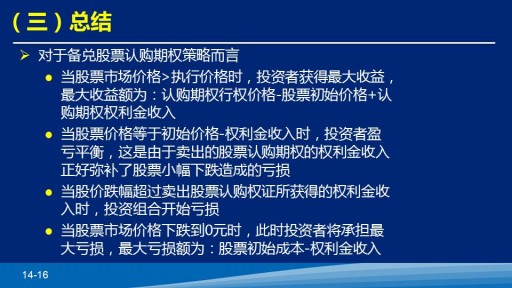 （三）总结
对于备兑股票认购期权策略而言
当股票市场价格>执行价格时，投资者获得最大收益，
最大收益额为：认购期权行权价格-股票初始价格+认
购期权权利金收入
当股票价格等于初始价格-权利金收入时，投资者盈
亏平衡，这是由于卖出的股票认购期权的权利金收入
正好弥补了股票小幅下跌造成的亏损
当股价跌幅超过卖出股票认购权证所获得的权利金收
入时，投资组合开始亏损
当股票市场价格下跌到0元时，此时投资者将承担最
大亏损，最大亏损额为：股票初始成本-权利金收入
14-16